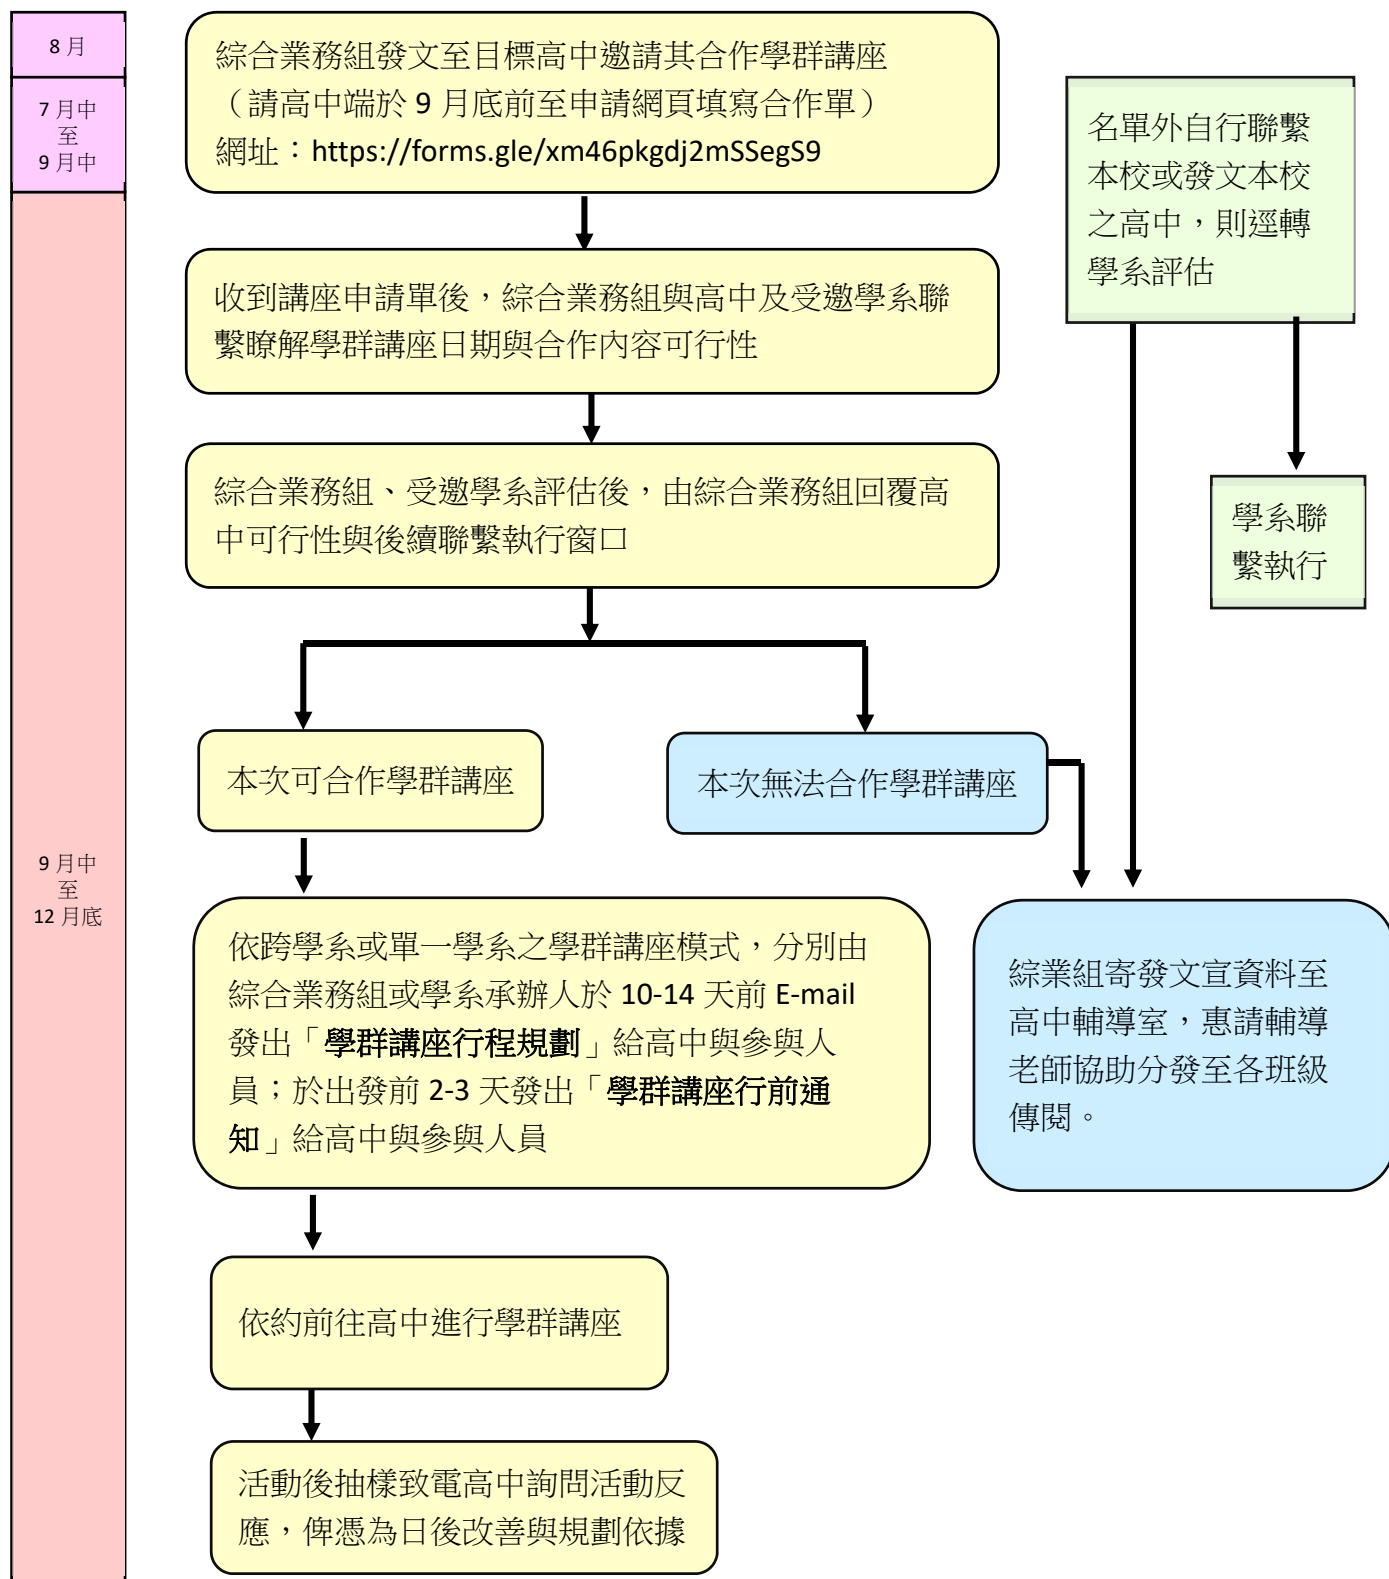 8 月
7 月中
至
9 月中
9 月中
至
12 月底
綜合業務組發文至目標高中邀請其合作學群講座
（請高中端於 9 月底前至申請網頁填寫合作單）
網址：https://forms.gle/xm46pkgdj2mSSegS9
名單外自行聯繫
本校或發文本校
之高中，則逕轉
學系評估
收到講座申請單後，綜合業務組與高中及受邀學系聯
繫瞭解學群講座日期與合作內容可行性
綜合業務組、受邀學系評估後，由綜合業務組回覆高
中可行性與後續聯繫執行窗口
學系聯
繫執行
本次可合作學群講座
本次無法合作學群講座
依跨學系或單一學系之學群講座模式，分別由
綜合業務組或學系承辦人於 10-14 天前 E-mail
發出「學群講座行程規劃」給高中與參與人
員；於出發前 2-3 天發出「學群講座行前通
知」給高中與參與人員
綜業組寄發文宣資料至
高中輔導室，惠請輔導
老師協助分發至各班級
傳閱。
依約前往高中進行學群講座
活動後抽樣致電高中詢問活動反
應，俾憑為日後改善與規劃依據